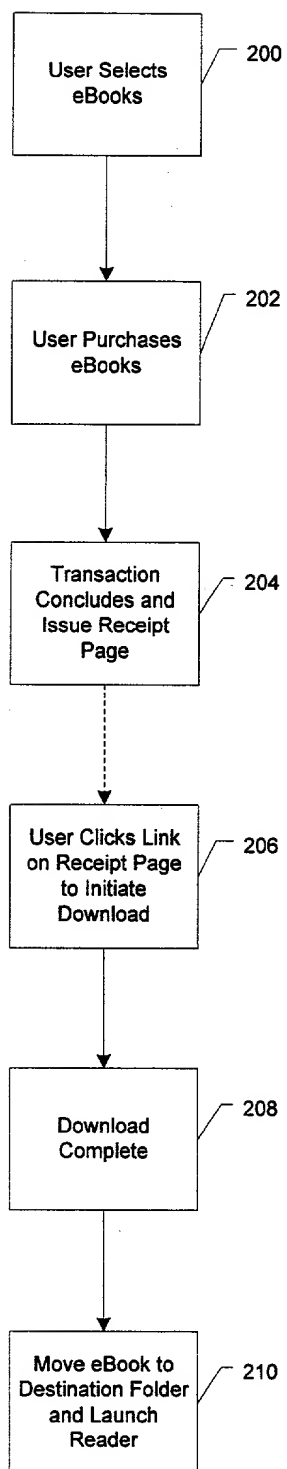 User Selects
eBooks
200
User Purchases
eBooks
202
Transaction
Concludes and
Issue Receipt
Page
204
User Clicks Link
on Receipt Page
to Initiate
Download
206
Download
Complete
208
Move eBook to
Destination Folder
and Launch
Reader
210